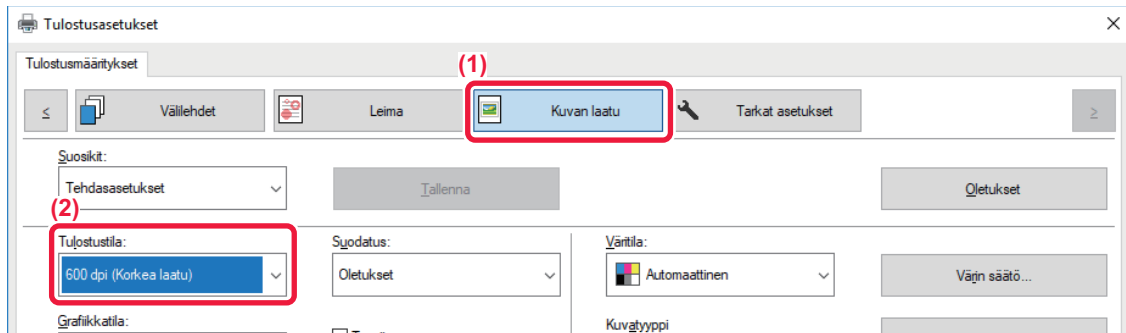 Tulostusasetukset
Tulostusmääritykset
(1)
< Välilehdet Leima Kuvan laatu Tarkat asetukset >
Suosikit:
Tehdasasetukset Tallenna Oletukset
(2)
Tulostustila: Suodatus: Väritila:
600 dpi (Korkea laatu) Oletukset Automaattinen Värin säätö...
Grafiikkatila: Kuvatyyppi